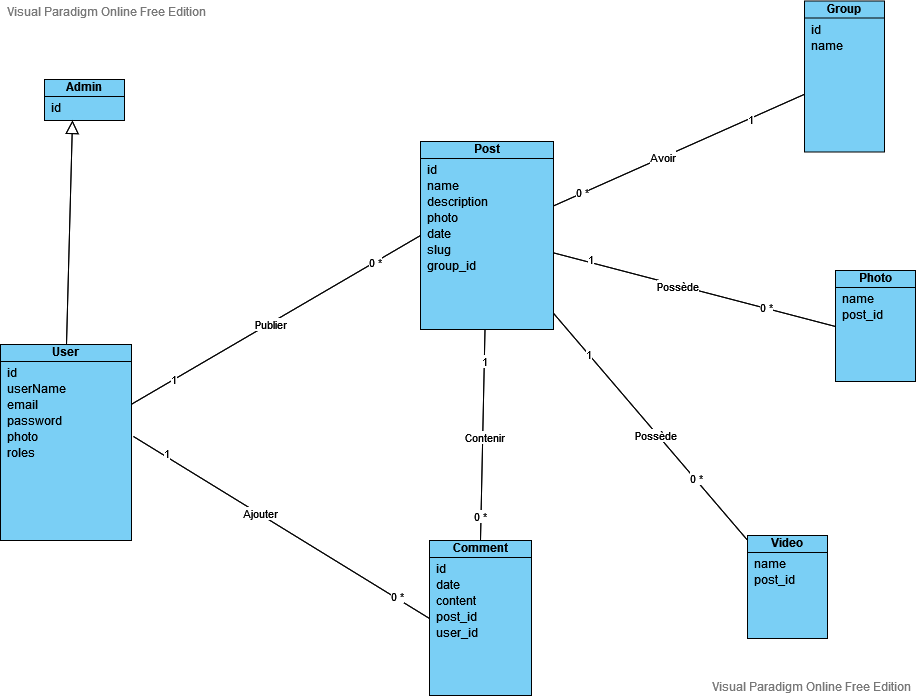 Visual Paradigm Online Free Edition
Group
id
name
Admin
id
1
Post
id
name
description
photo
date
slug
group_id
Avoir
0 *
0 *
1
Possède
0 *
Photo
name
post_id
Publier
1
User
id
userName
email
password
photo
roles
1
1
Contenir
0 *
1
Possède
0 *
Ajouter
0 *
Comment
id
date
content
post_id
user_id
Video
name
post_id
Visual Paradigm Online Free Edition